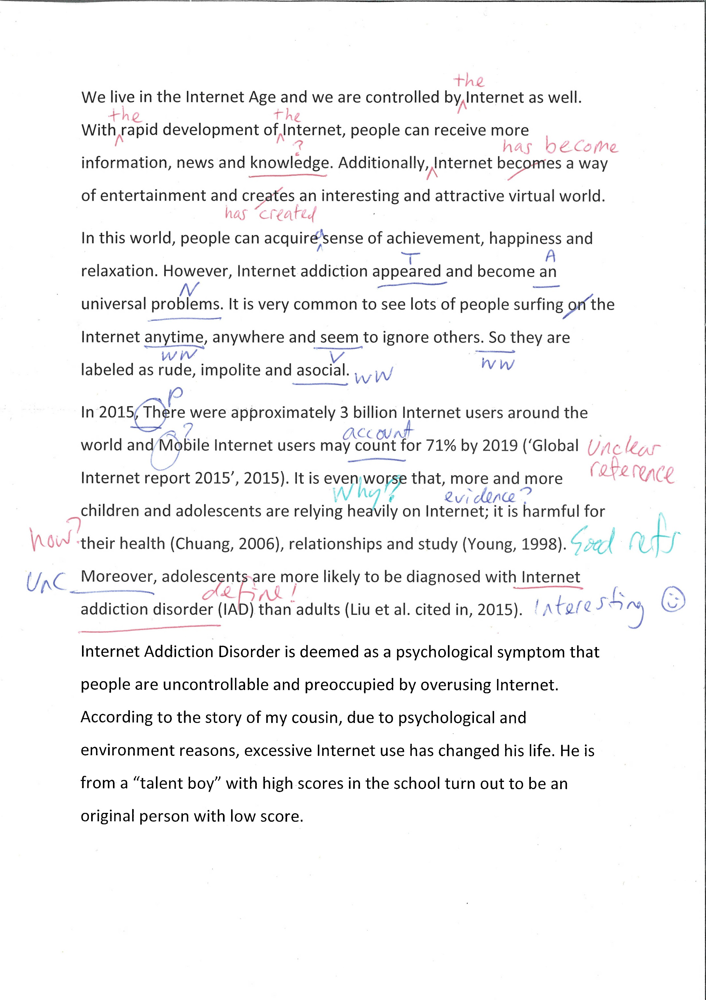 the
We live in the Internet Age and we are controlled by Internet as well.
the the
With rapid development of Internet, people can receive more
? has become
information, news and knowledge. Additionally, Internet becomes a way
of entertainment and creates an interesting and attractive virtual world.
has created
In this world, people can acquire a sense of achievement, happiness and
T A
relaxation. However, Internet addiction appeared and become an
N
universal problems. It is very common to see lots of people surfing on the
Internet anytime, anywhere and seem to ignore others. So they are
WW V WW
labeled as rude, impolite and asocial. WW
P
In 2015, There were approximately 3 billion Internet users around the
? account
world and Mobile Internet users may count for 71% by 2019 (‘Global Unclear
reference
Internet report 2015’, 2015). It is even worse that, more and more
Why!? evidence?
children and adolescents are relying heavily on Internet; it is harmful for
how? their health (Chuang, 2006), relationships and study (Young, 1998). Good refs
UnC Moreover, adolescents are more likely to be diagnosed with Internet
define!
addiction disorder (IAD) than adults (Liu et al. cited in, 2015). Interesting
Internet Addiction Disorder is deemed as a psychological symptom that
people are uncontrollable and preoccupied by overusing Internet.
According to the story of my cousin, due to psychological and
environment reasons, excessive Internet use has changed his life. He is
from a “talent boy” with high scores in the school turn out to be an
original person with low score.